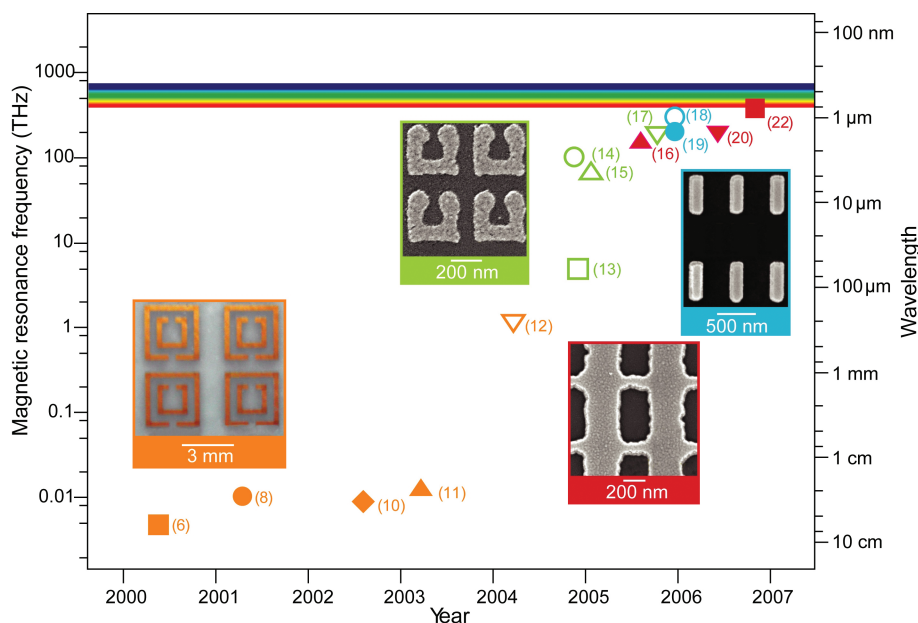 Magnetic resonance frequency (THz)
1000
100
10
1
0.1
0.01
100 nm
1 µm
10 µm
100 µm
1 mm
1 cm
10 cm
Wavelength
2000 2001 2002 2003 2004 2005 2006 2007
Year
(6)
(8)
(10)
(11)
(12)
(13)
(14)
(15)
(16)
(17)
(18)
(19)
(20)
(22)
3 mm
200 nm
500 nm
200 nm